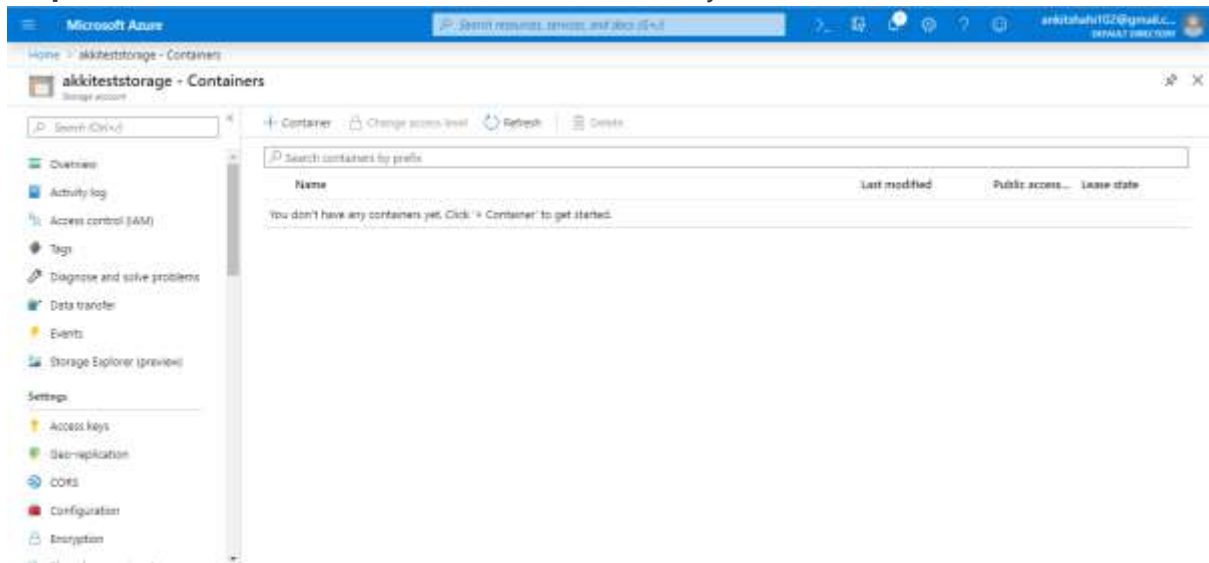 Microsoft Azure
Search resources, services, and docs (G+/)
DEFAULT DIRECTORY
Home > akkiteststorage - Containers
akkiteststorage - Containers
Storage account
Search (Ctrl+/)
+ Container Change access level Refresh Delete
Search containers by prefix
Name Last modified Public access... Lease state
You don't have any containers yet. Click '+ Container' to get started.
Overview
Activity log
Access control (IAM)
Tags
Diagnose and solve problems
Data transfer
Events
Storage Explorer (preview)
Settings
Access keys
Geo-replication
CORS
Configuration
Encryption